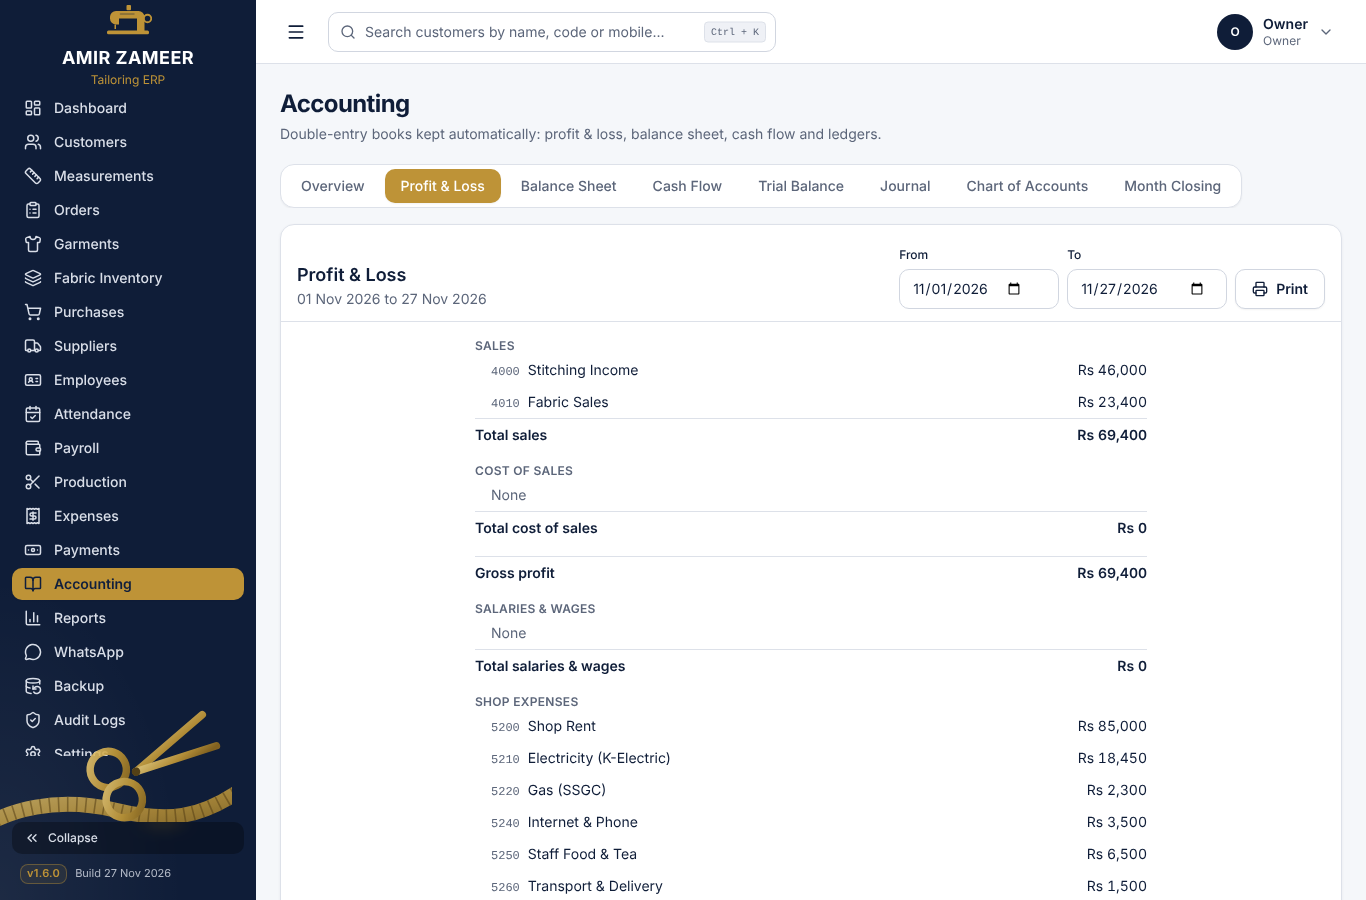 AMIR ZAMEER
Tailoring ERP
Dashboard
Customers
Measurements
Orders
Garments
Fabric Inventory
Purchases
Suppliers
Employees
Attendance
Payroll
Production
Expenses
Payments
Accounting
Reports
WhatsApp
Backup
Audit Logs
Settings
Collapse
v1.6.0 Build 27 Nov 2026
Search customers by name, code or mobile... Ctrl + K
O Owner
Owner
Accounting
Double-entry books kept automatically: profit & loss, balance sheet, cash flow and ledgers.
Overview Profit & Loss Balance Sheet Cash Flow Trial Balance Journal Chart of Accounts Month Closing
Profit & Loss
01 Nov 2026 to 27 Nov 2026
From To
11/01/2026 11/27/2026 Print
SALES
4000 Stitching Income Rs 46,000
4010 Fabric Sales Rs 23,400
Total sales Rs 69,400
COST OF SALES
None
Total cost of sales Rs 0
Gross profit Rs 69,400
SALARIES & WAGES
None
Total salaries & wages Rs 0
SHOP EXPENSES
5200 Shop Rent Rs 85,000
5210 Electricity (K-Electric) Rs 18,450
5220 Gas (SSGC) Rs 2,300
5240 Internet & Phone Rs 3,500
5250 Staff Food & Tea Rs 6,500
5260 Transport & Delivery Rs 1,500